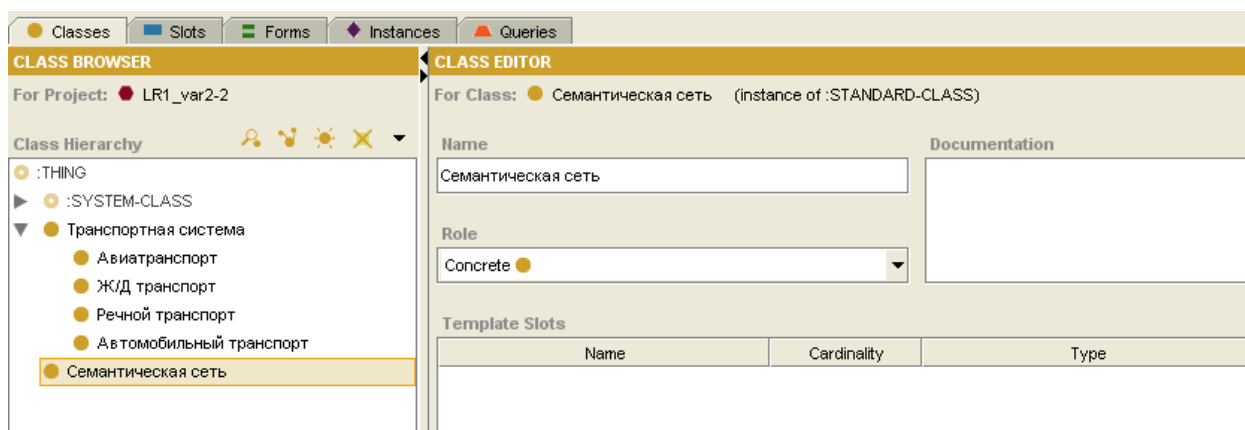 Classes Slots Forms Instances Queries
CLASS BROWSER
For Project: LR1_var2-2
Class Hierarchy
:THING
:SYSTEM-CLASS
Транспортная система
Авиатранспорт
Ж/Д транспорт
Речной транспорт
Автомобильный транспорт
Семантическая сеть
CLASS EDITOR
For Class: Семантическая сеть (instance of :STANDARD-CLASS)
Name
Семантическая сеть
Documentation
Role
Concrete
Template Slots
Name Cardinality Type